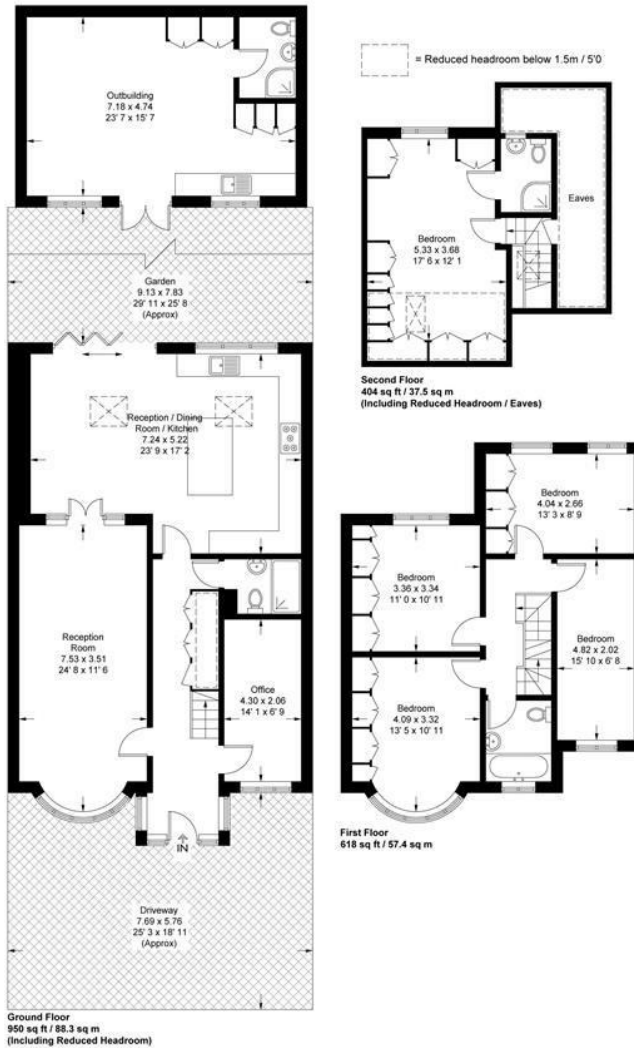 Outbuilding
7.18 x 4.74
23' 7 x 15' 7
Garden
9.13 x 7.83
29' 11 x 25' 8
(Approx)
Reception / Dining
Room / Kitchen
7.24 x 5.22
23' 9 x 17' 2
Reception
Room
7.53 x 3.51
24' 8 x 11' 6
Office
4.30 x 2.06
14' 1 x 6' 9
IN
Driveway
7.69 x 5.76
25' 3 x 18' 11
(Approx)
Ground Floor
950 sq ft / 88.3 sq m
(Including Reduced Headroom)
= Reduced headroom below 1.5m / 5'0
Eaves
Bedroom
5.33 x 3.68
17' 6 x 12' 1
Second Floor
404 sq ft / 37.5 sq m
(Including Reduced Headroom / Eaves)
Bedroom
4.04 x 2.66
13' 3 x 8' 9
Bedroom
3.36 x 3.34
11' 0 x 10' 11
Bedroom
4.82 x 2.02
15' 10 x 6' 8
Bedroom
4.09 x 3.32
13' 5 x 10' 11
First Floor
618 sq ft / 57.4 sq m